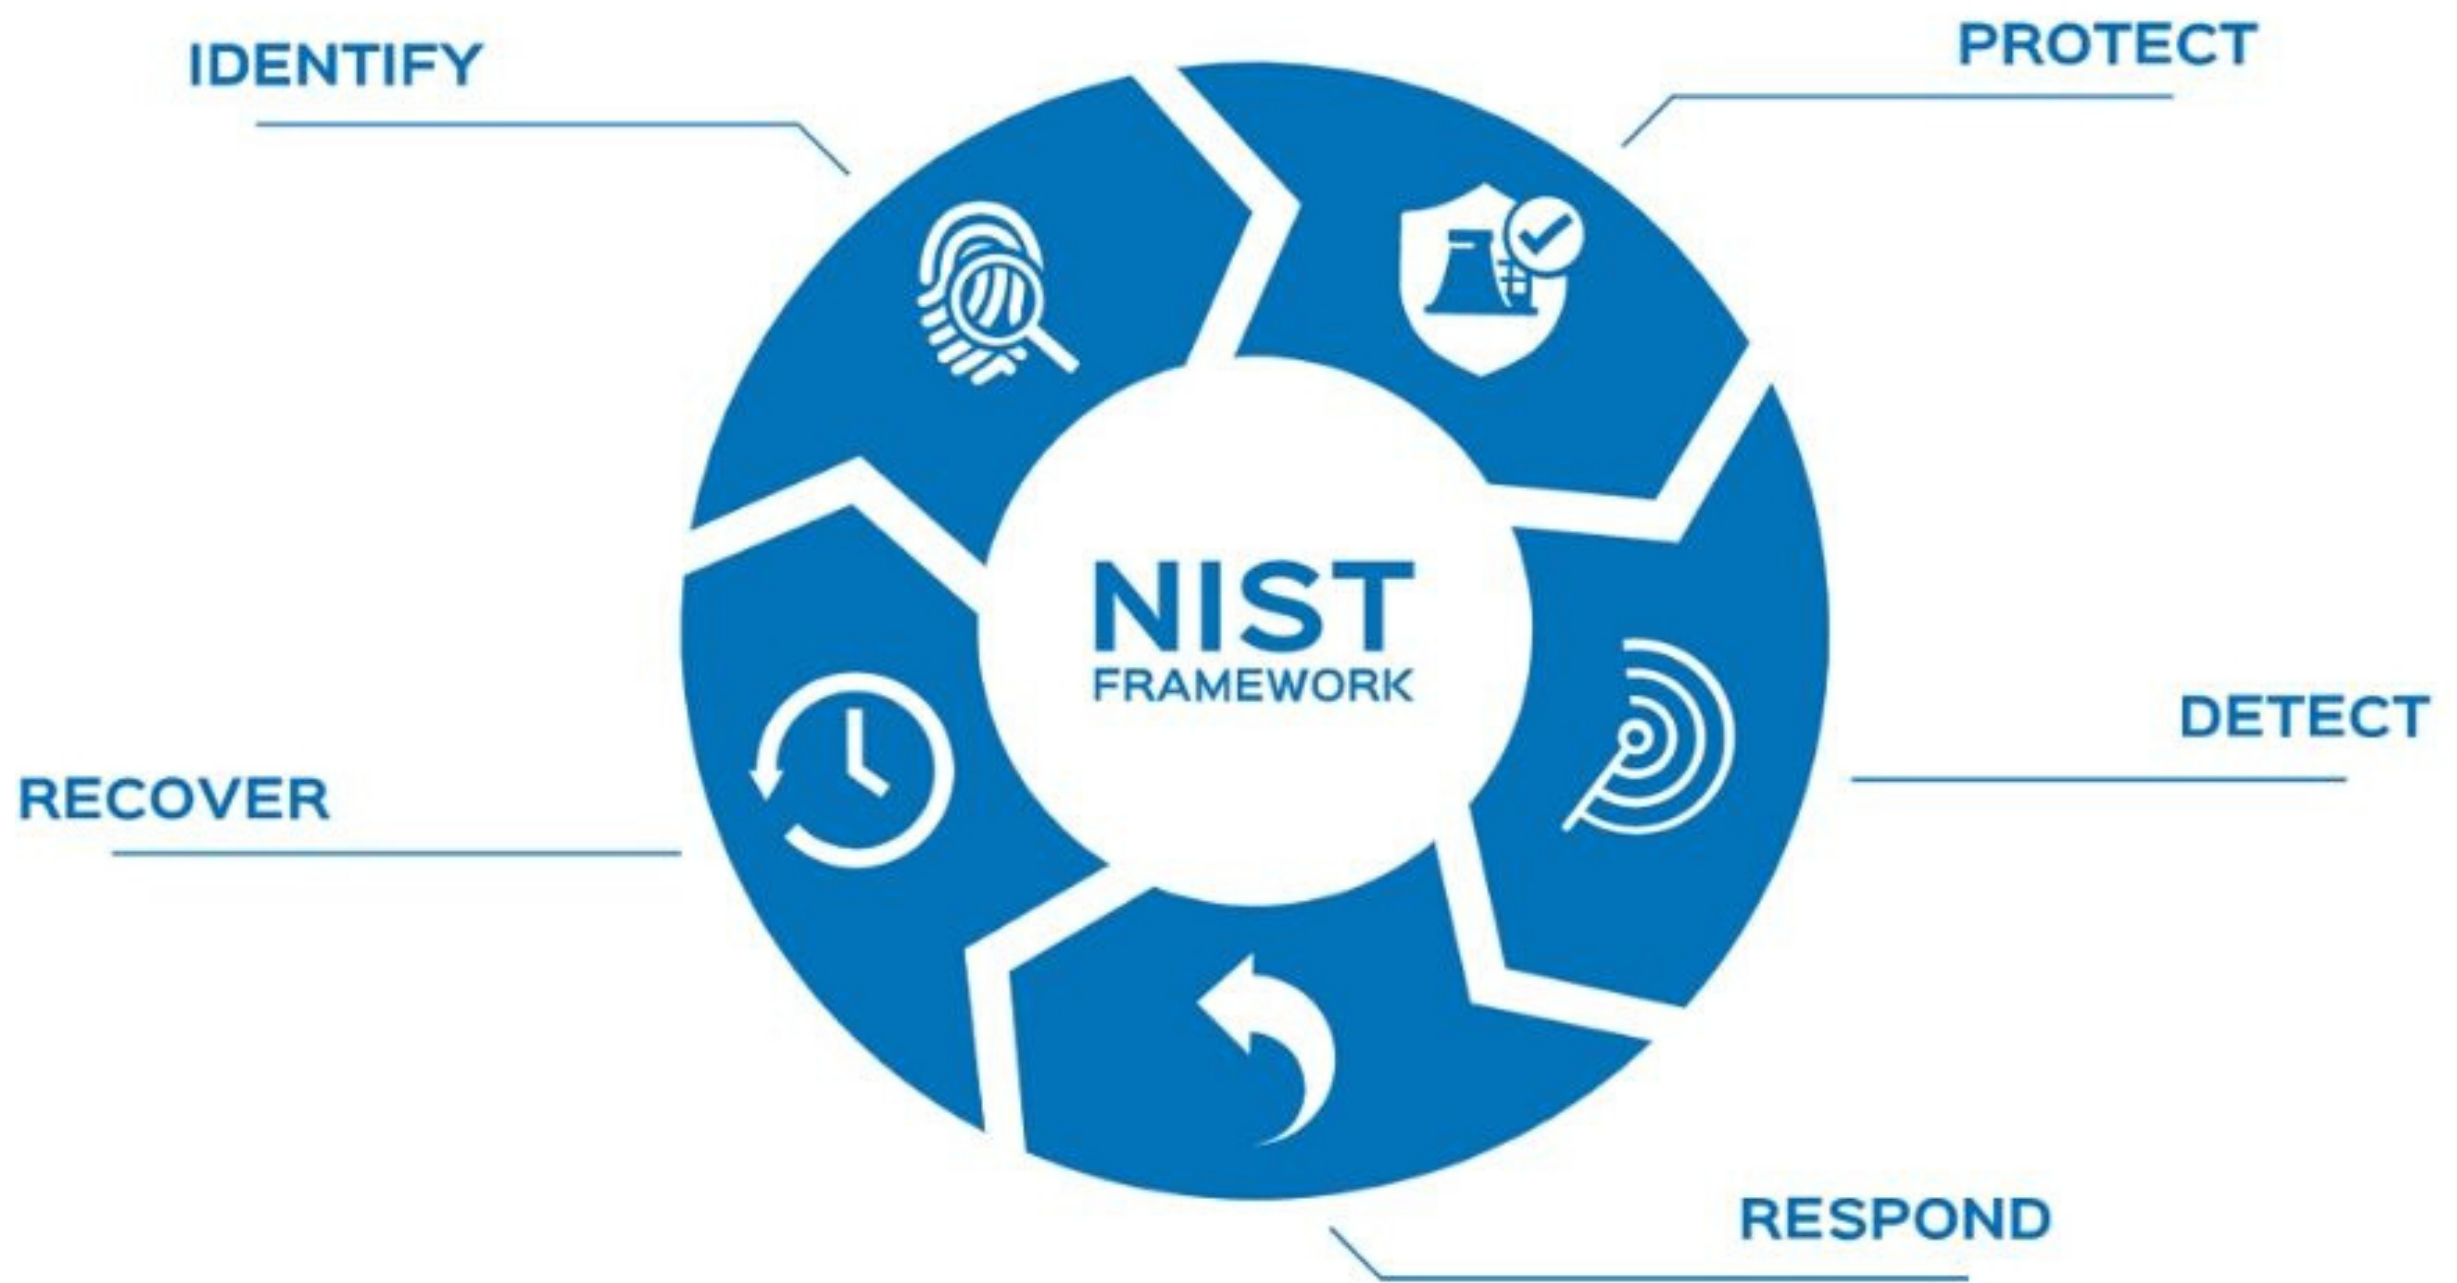 IDENTIFY
PROTECT
NIST
FRAMEWORK
DETECT
RECOVER
RESPOND